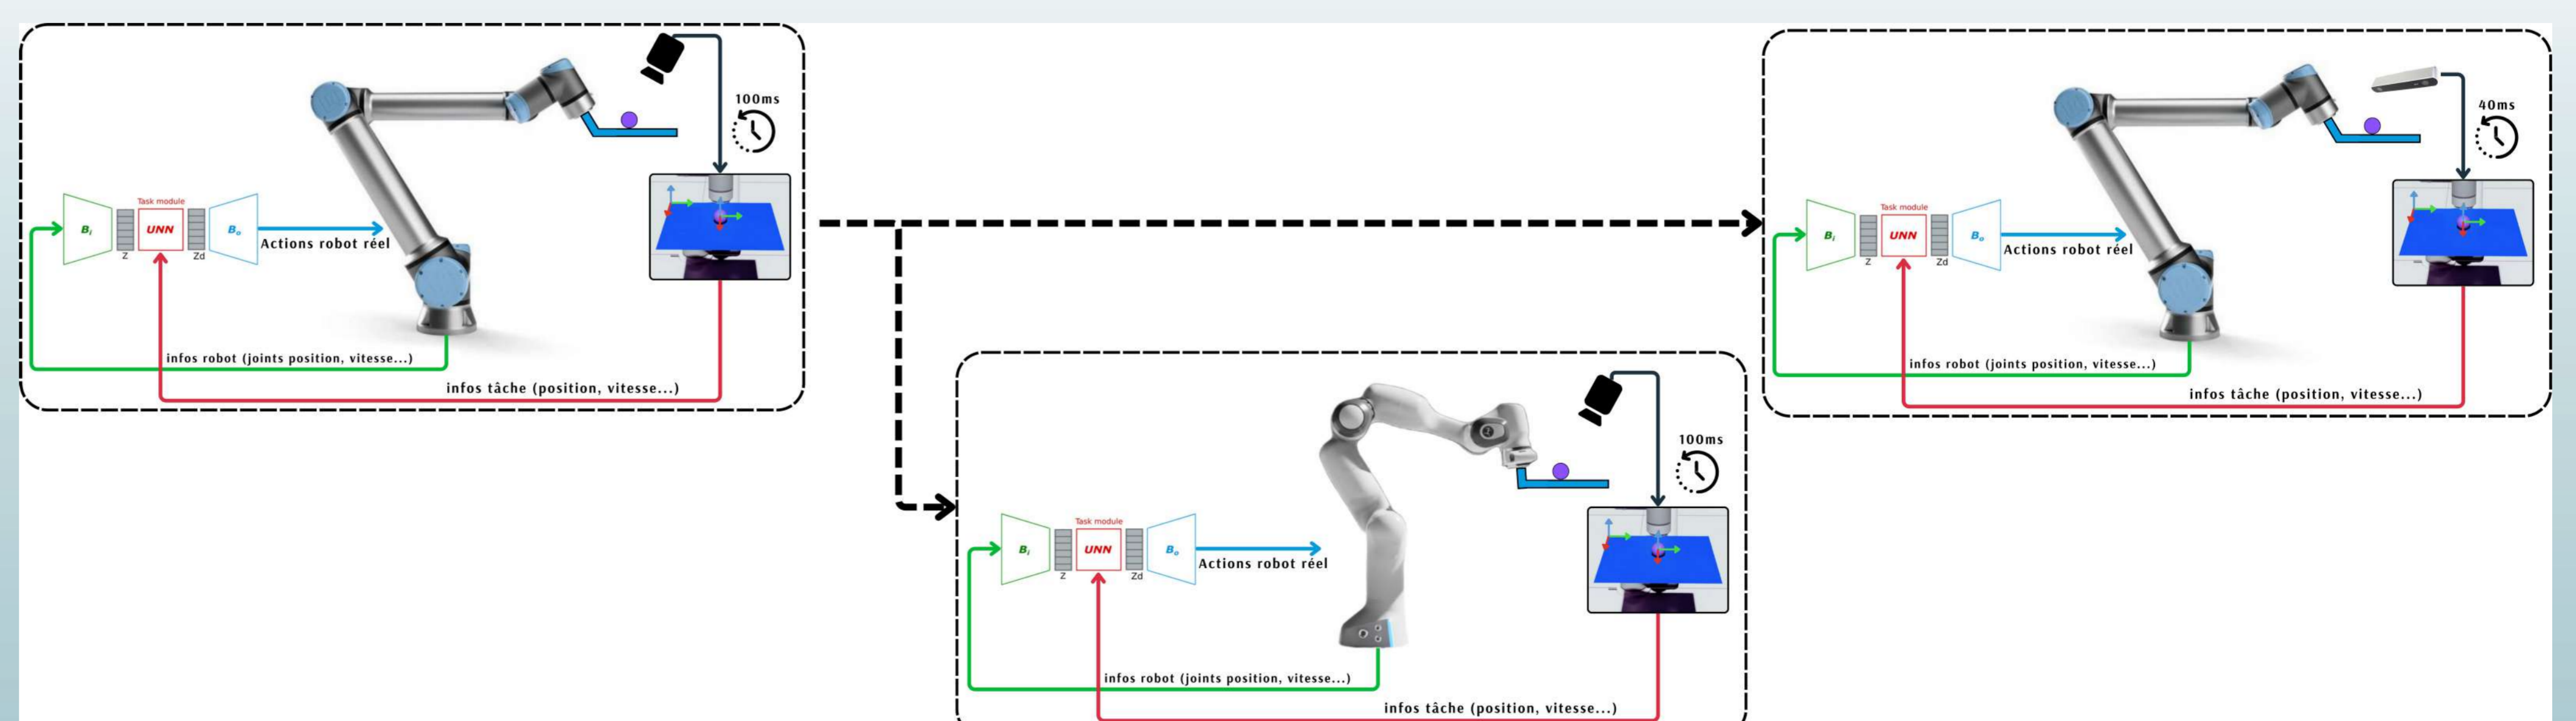 100ms
Task module
Bi
UNN
Bo
Z
Zd
Actions robot réel
infos robot (joints position, vitesse...)
infos tâche (position, vitesse...)
40ms
Task module
Bi
UNN
Bo
Z
Zd
Actions robot réel
infos robot (joints position, vitesse...)
infos tâche (position, vitesse...)
100ms
Task module
Bi
UNN
Bo
Z
Zd
Actions robot réel
infos robot (joints position, vitesse...)
infos tâche (position, vitesse...)